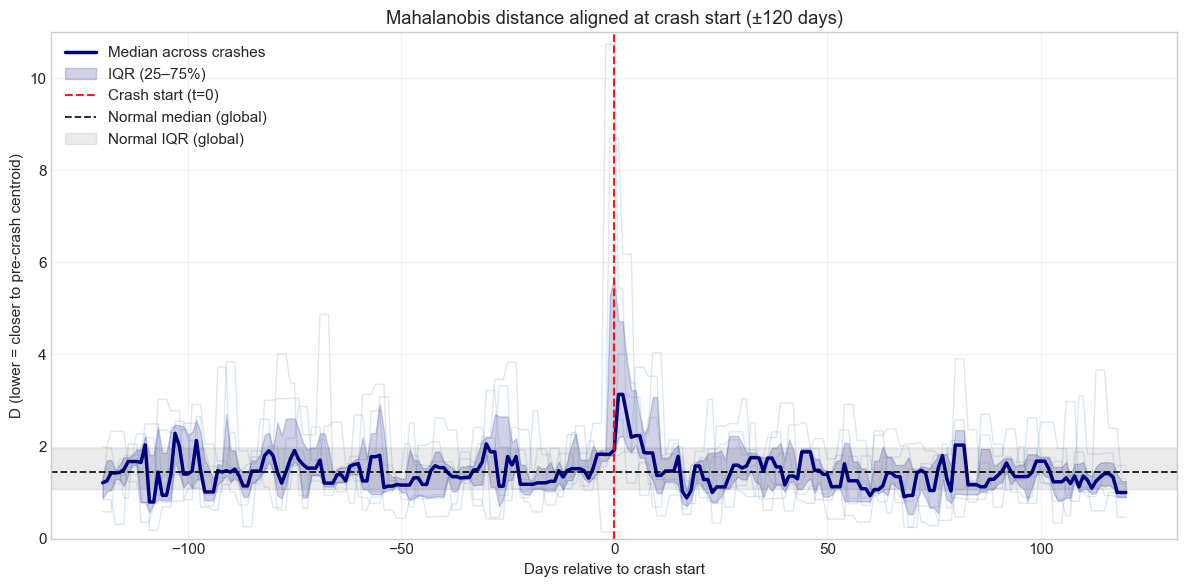 Mahalanobis distance aligned at crash start (±120 days)
Median across crashes
IQR (25–75%)
Crash start (t=0)
Normal median (global)
Normal IQR (global)
D (lower = closer to pre-crash centroid)
10
8
6
4
2
0
−100
−50
0
50
100
Days relative to crash start